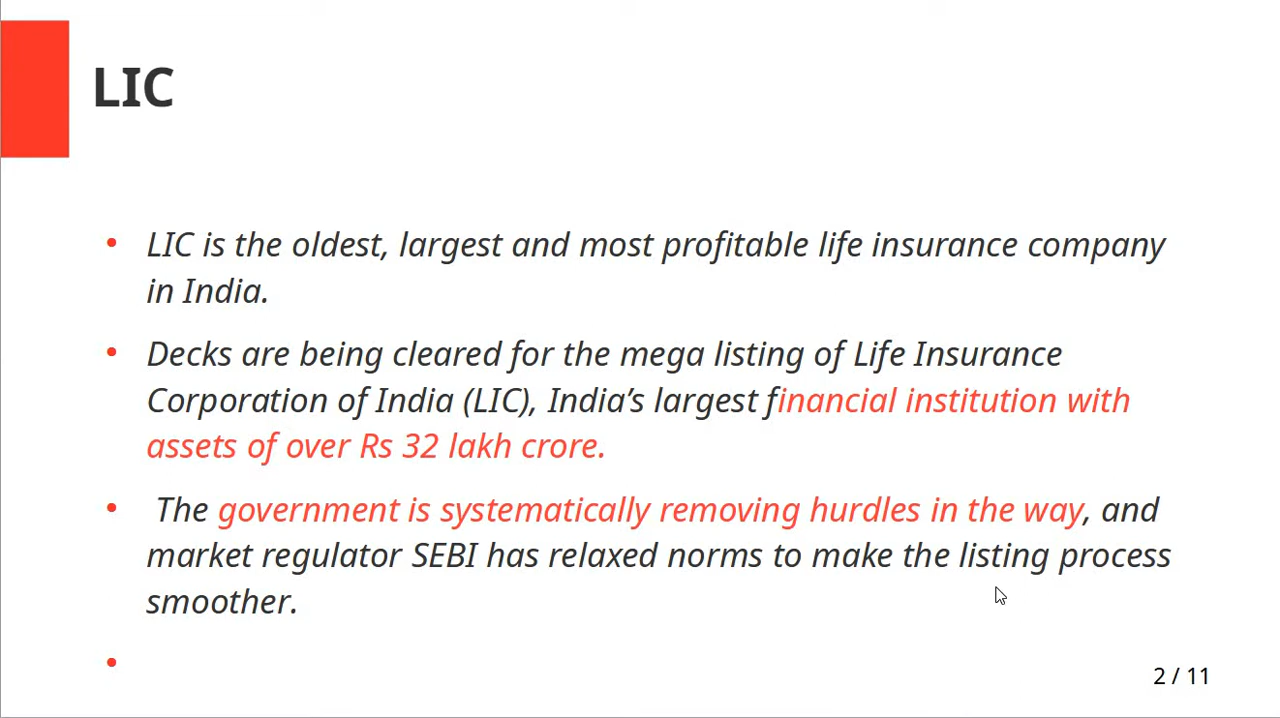 LIC
• LIC is the oldest, largest and most profitable life insurance company
in India.
• Decks are being cleared for the mega listing of Life Insurance
Corporation of India (LIC), India’s largest financial institution with
assets of over Rs 32 lakh crore.
• The government is systematically removing hurdles in the way, and
market regulator SEBI has relaxed norms to make the listing process
smoother.
•
2 / 11